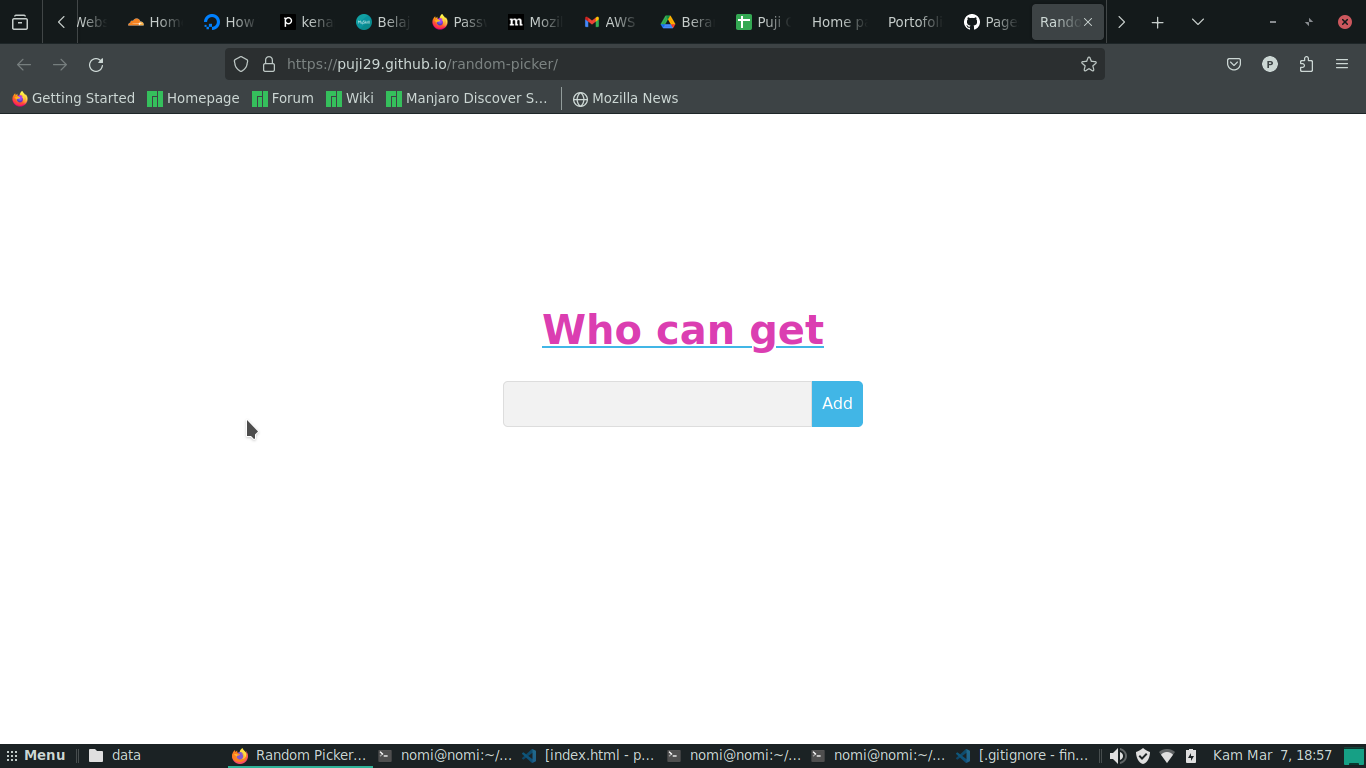 Webs Hom How kena Belaj Passv Mozil AWS Bera Puji Home p Portofoli Page Rando
https://puji29.github.io/random-picker/ P
Getting Started Homepage Forum Wiki Manjaro Discover S... Mozilla News
Who can get
Add
Menu data Random Picker... nomi@nomi:~/... [index.html - p... nomi@nomi:~/... nomi@nomi:~/... [.gitignore - fin... Kam Mar 7, 18:57